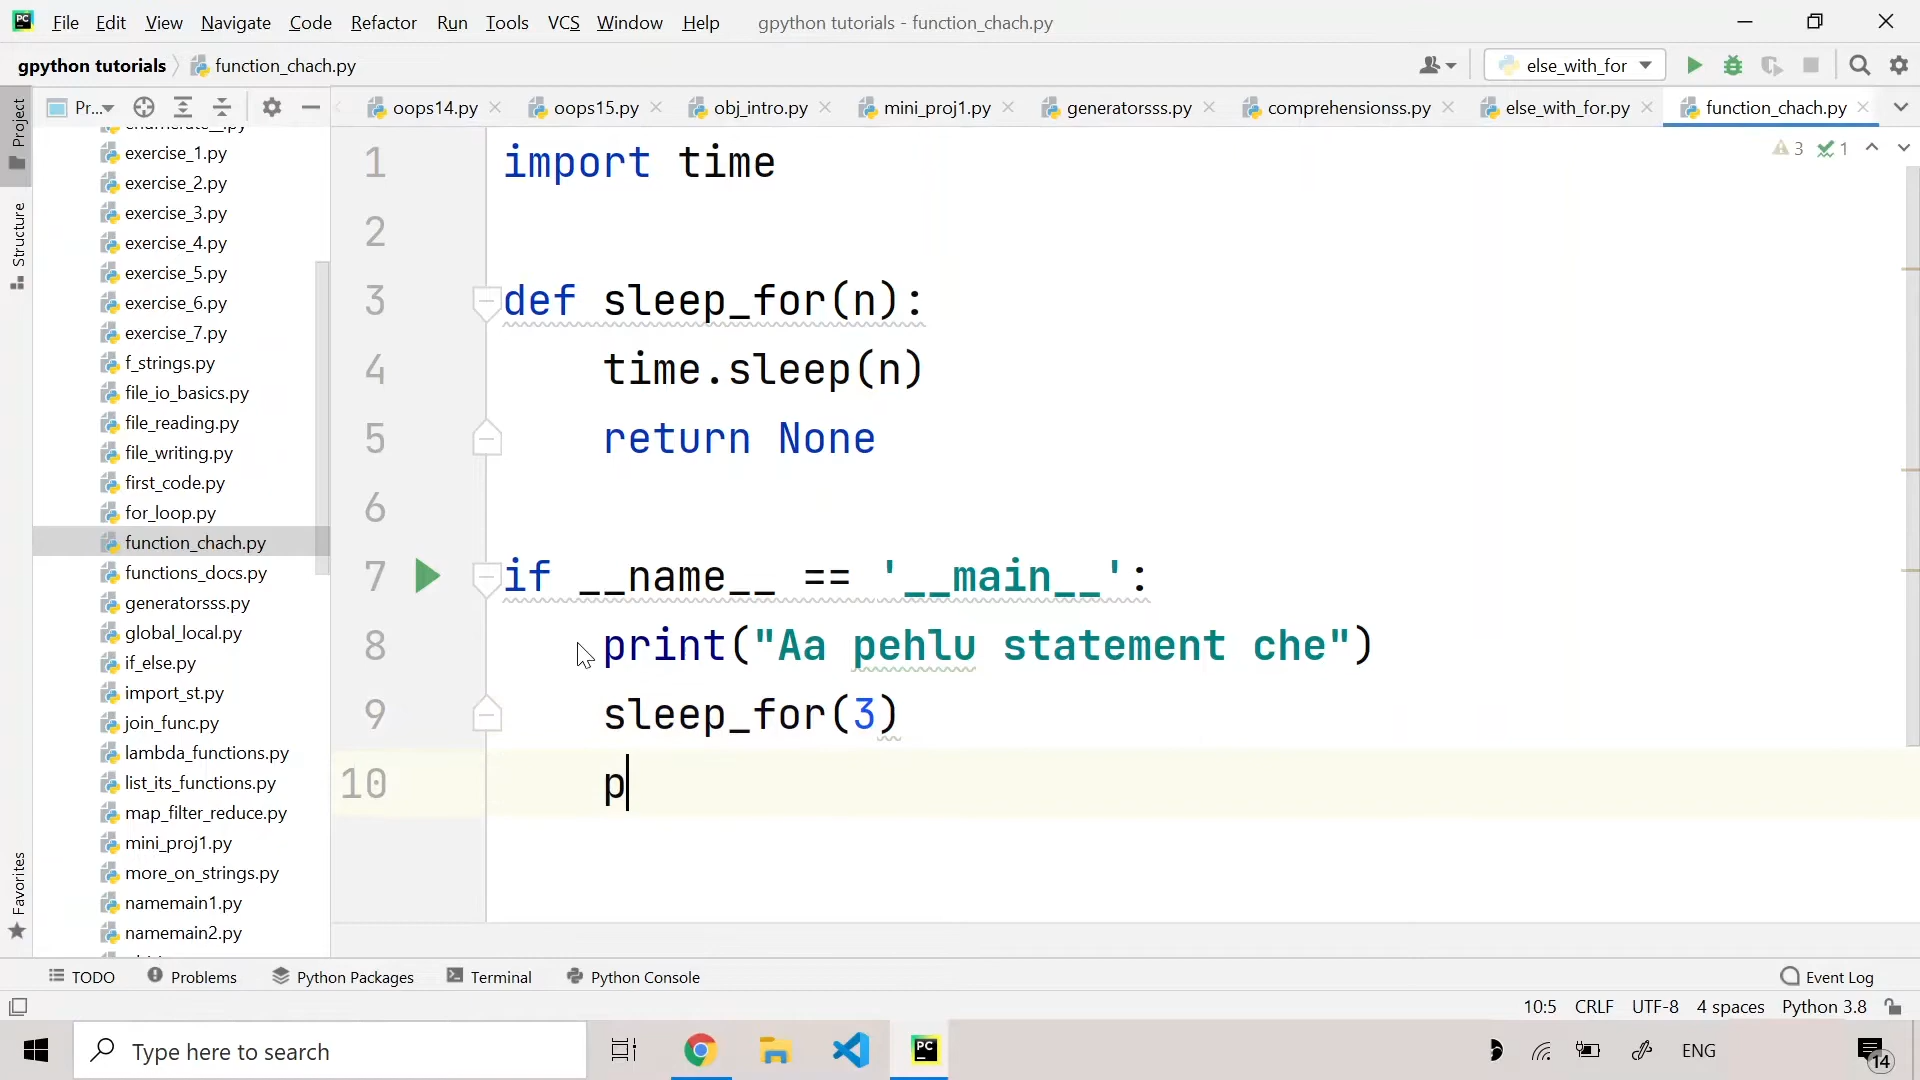 PC File Edit View Navigate Code Refactor Run Tools VCS Window Help gpython tutorials - function_chach.py
gpython tutorials function_chach.py else_with_for
Pr... oops14.py oops15.py obj_intro.py mini_proj1.py generatorsss.py comprehensionss.py else_with_for.py function_chach.py
Project
Structure
Favorites
exercise_1.py
exercise_2.py
exercise_3.py
exercise_4.py
exercise_5.py
exercise_6.py
exercise_7.py
f_strings.py
file_io_basics.py
file_reading.py
file_writing.py
first_code.py
for_loop.py
function_chach.py
functions_docs.py
generatorsss.py
global_local.py
if_else.py
import_st.py
join_func.py
lambda_functions.py
list_its_functions.py
map_filter_reduce.py
mini_proj1.py
more_on_strings.py
namemain1.py
namemain2.py
3 1
1 import time
2
3 def sleep_for(n):
4 time.sleep(n)
5 return None
6
7 if __name__ == '__main__':
8 print("Aa pehlu statement che")
9 sleep_for(3)
10 p
TODO Problems Python Packages Terminal Python Console Event Log
10:5 CRLF UTF-8 4 spaces Python 3.8
Type here to search PC ENG 14